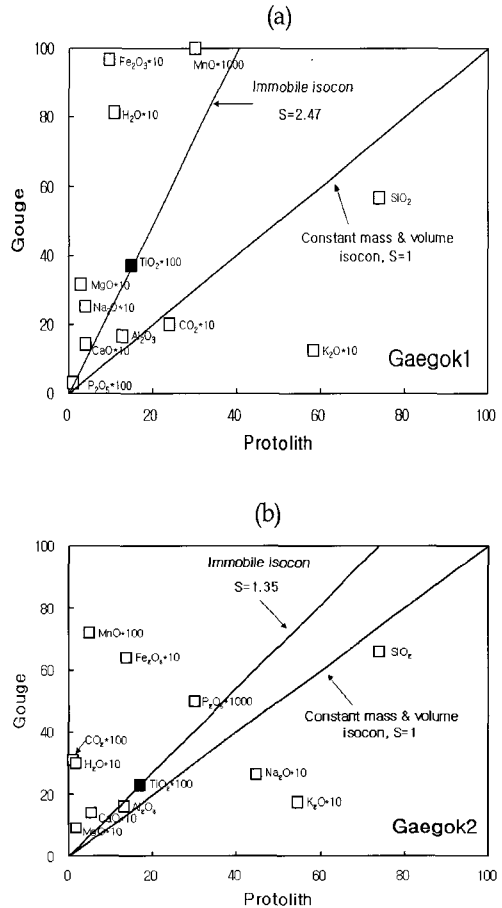 (a)
100
80
60
40
20
0
Gouge
Fe₂O₃*10
MnO*1000
H₂O*10
Immobile isocon
S=2.47
SiO₂
Constant mass & volume
isocon, S=1
TiO₂*100
MgO*10
Na₂O*10
CaO*10
Al₂O₃
CO₂*10
K₂O*10
P₂O₅*100
Gaegok1
0 20 40 60 80 100
Protolith
(b)
100
80
60
40
20
0
Gouge
Immobile isocon
S=1.35
MnO*100
Fe₂O₃*10
SiO₂
P₂O₅*1000
Constant mass & volume
isocon, S=1
CO₂*100
H₂O*10
TiO₂*100
Na₂O*10
K₂O*10
CaO*10
Al₂O₃
MgO*10
Gaegok2
0 20 40 60 80 100
Protolith